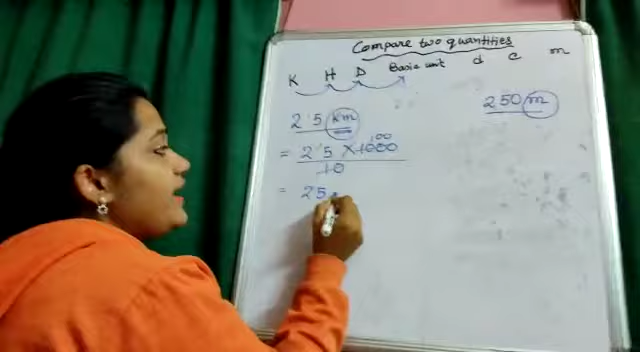 Compare two quantities
K H D Basic unit d c m
2.5 km 250 m
= 2.5 × 1000 100
10
= 25